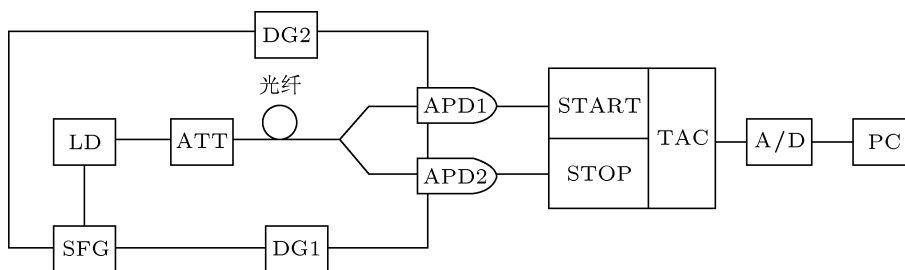 DG2
光纤
APD1
START
LD
ATT
TAC
A/D
PC
APD2
STOP
SFG
DG1